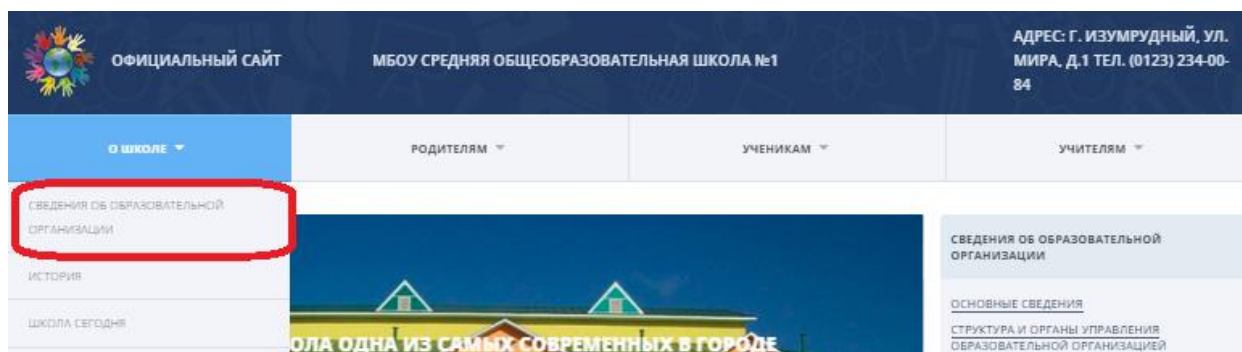 ОФИЦИАЛЬНЫЙ САЙТ
МБОУ СРЕДНЯЯ ОБЩЕОБРАЗОВАТЕЛЬНАЯ ШКОЛА №1
АДРЕС: Г. ИЗУМРУДНЫЙ, УЛ.
МИРА, Д.1 ТЕЛ. (0123) 234-00-
84
О ШКОЛЕ
РОДИТЕЛЯМ
УЧЕНИКАМ
УЧИТЕЛЯМ
СВЕДЕНИЯ ОБ ОБРАЗОВАТЕЛЬНОЙ
ОРГАНИЗАЦИИ
ИСТОРИЯ
ШКОЛА СЕГОДНЯ
ОЛА ОДНА ИЗ САМЫХ СОВРЕМЕННЫХ В ГОРОДЕ
СВЕДЕНИЯ ОБ ОБРАЗОВАТЕЛЬНОЙ
ОРГАНИЗАЦИИ
ОСНОВНЫЕ СВЕДЕНИЯ
СТРУКТУРА И ОРГАНЫ УПРАВЛЕНИЯ
ОБРАЗОВАТЕЛЬНОЙ ОРГАНИЗАЦИЕЙ